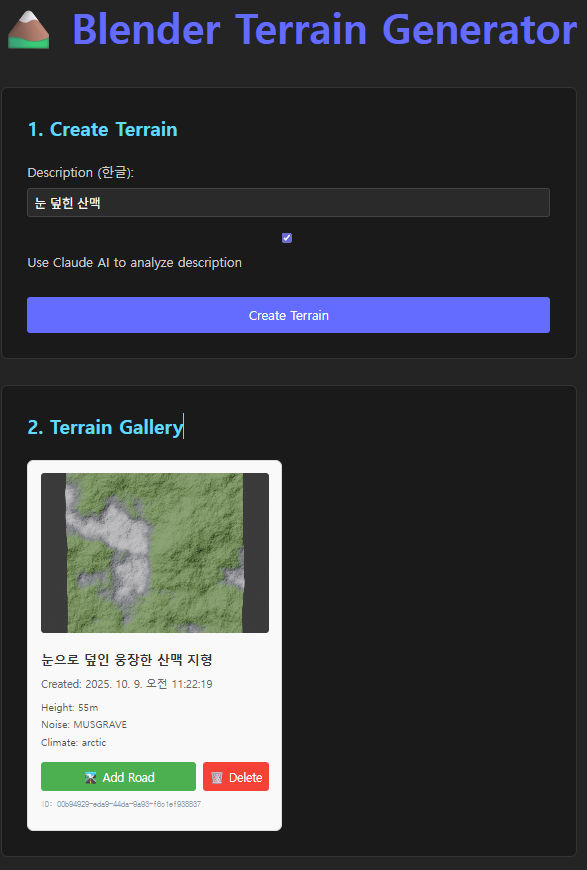 Blender Terrain Generator
1. Create Terrain
Description (한글):
눈 덮힌 산맥
Use Claude AI to analyze description
Create Terrain
2. Terrain Gallery
눈으로 덮인 웅장한 산맥 지형
Created: 2025. 10. 9. 오전 11:22:19
Height: 55m
Noise: MUSGRAVE
Climate: arctic
Add Road
Delete
ID: 00b94929-eda9-44da-9a93-f6c1ef938837